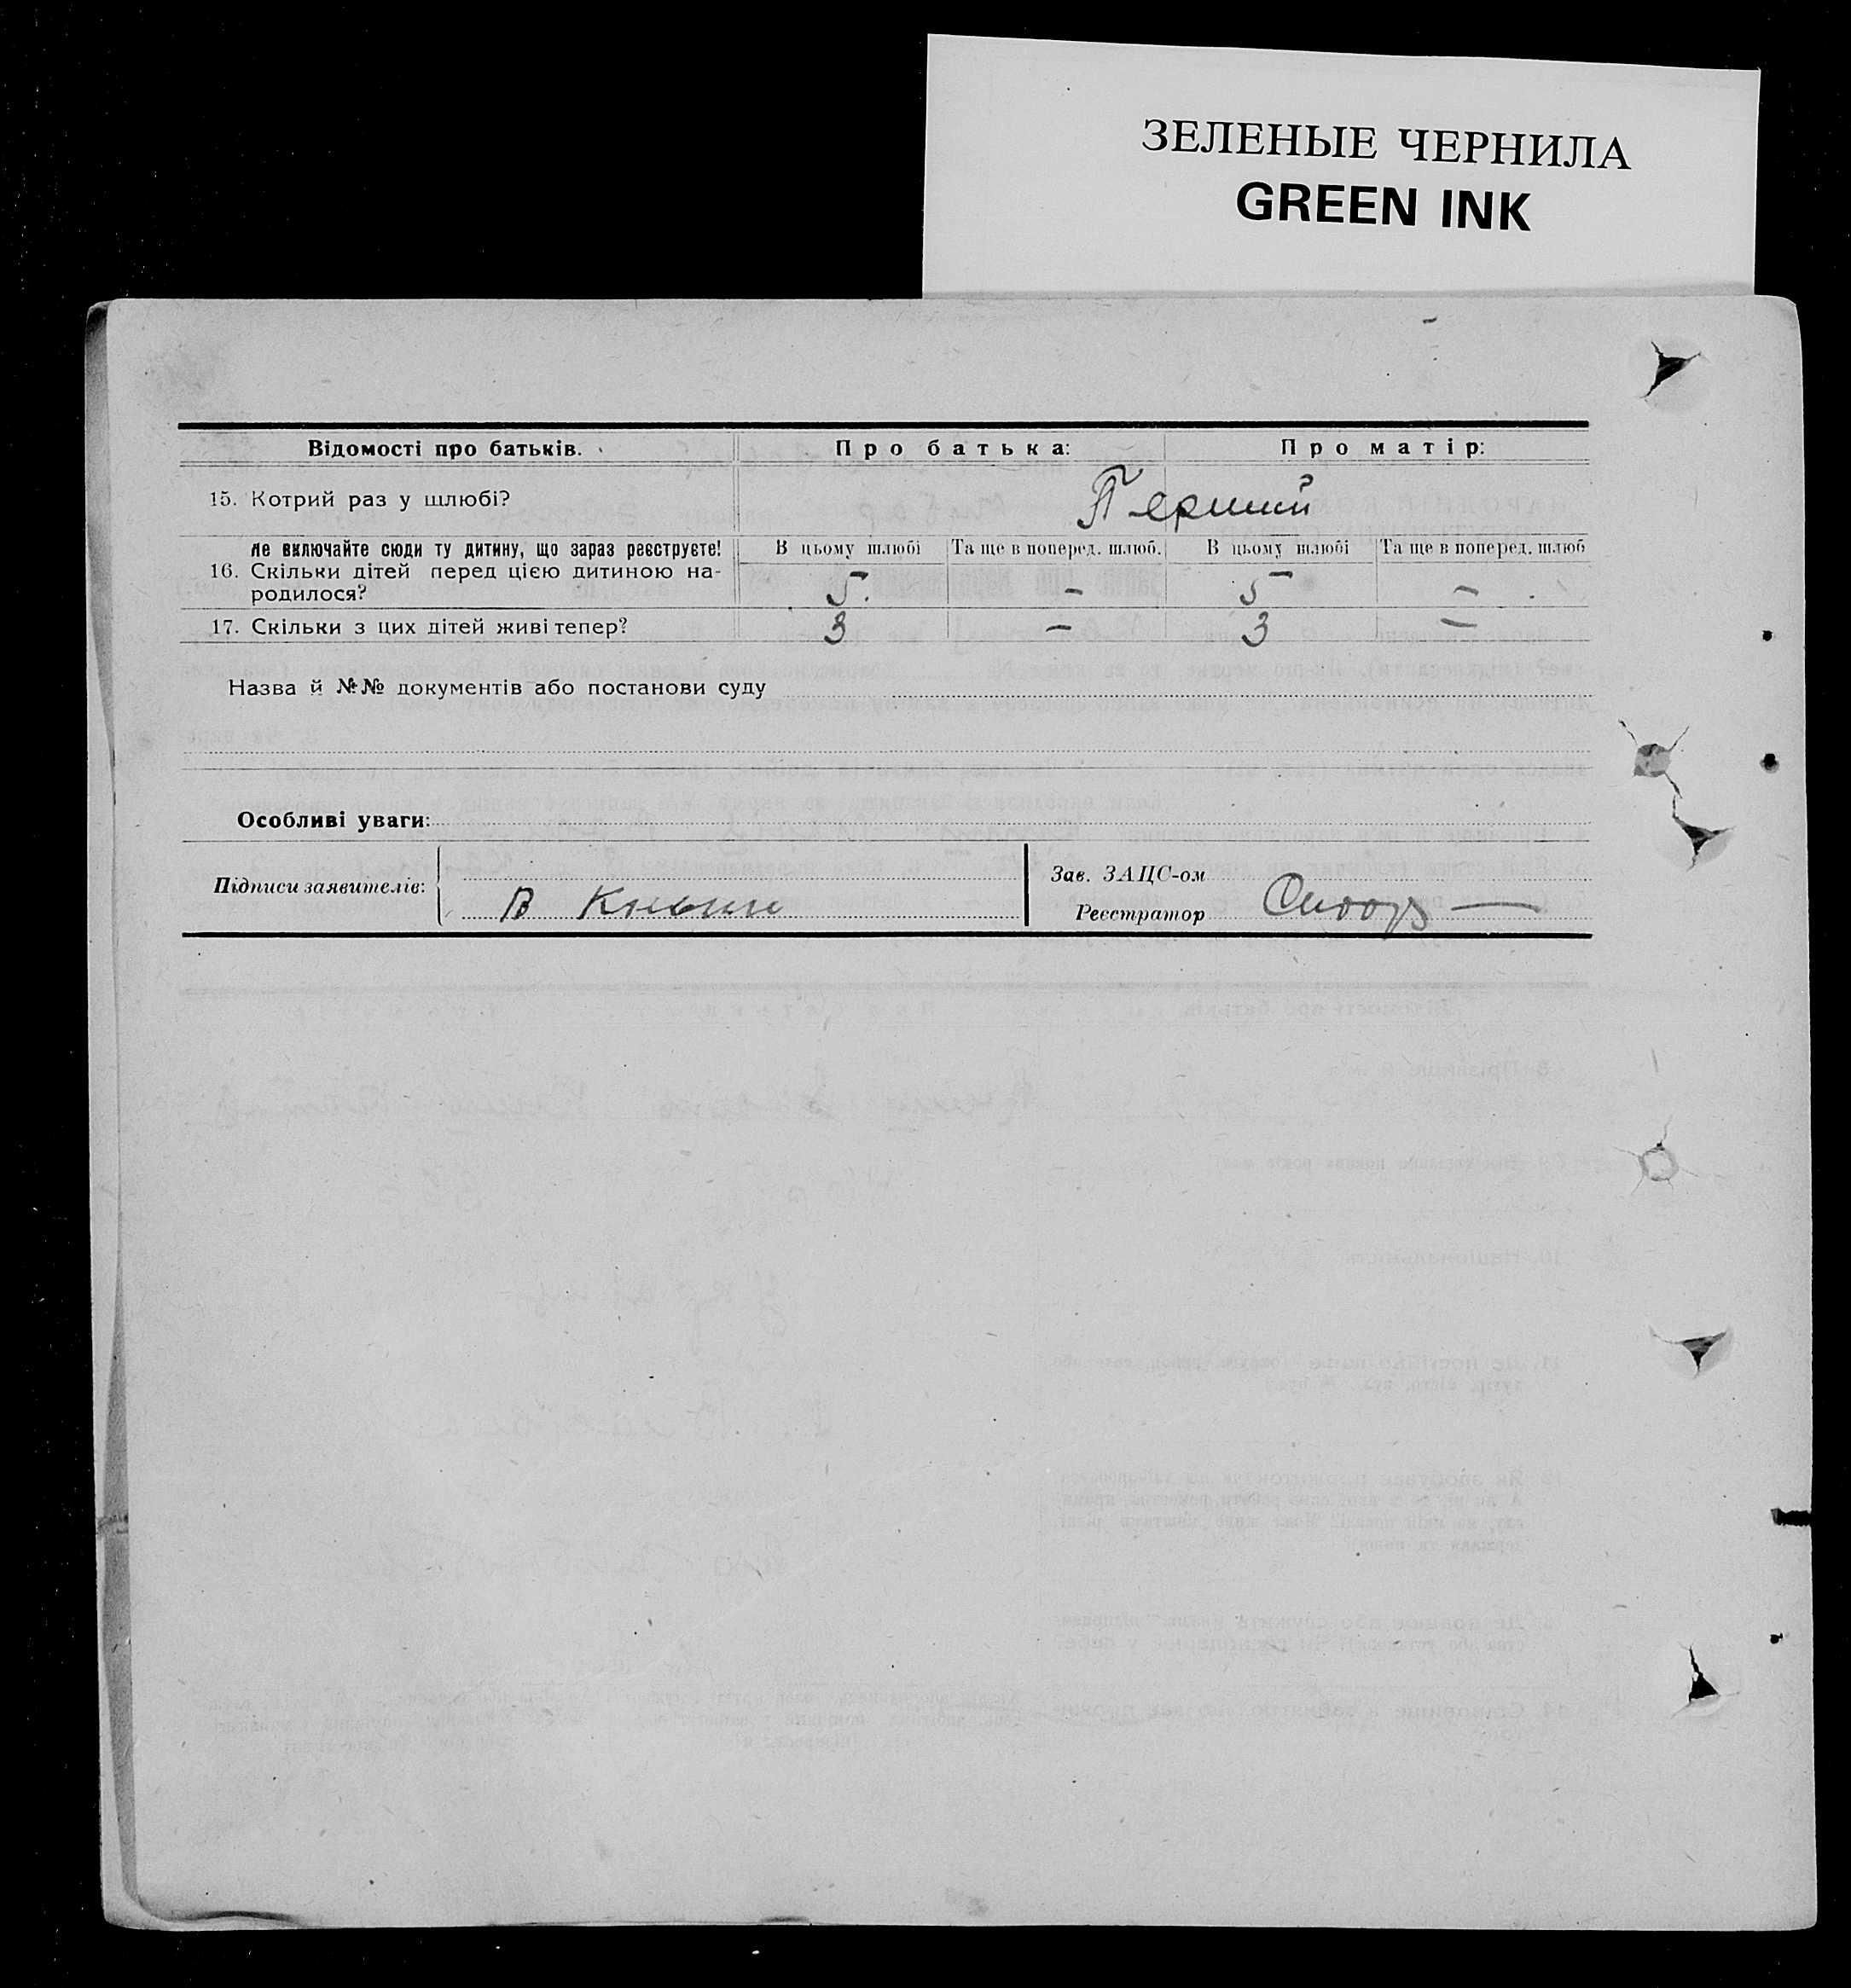 ЗЕЛЕНЫЕ ЧЕРНИЛА
GREEN INK
Відомості про батьків. Про батька: Про матір:
15. Котрий раз у шлюбі? Перший
Не включайте сюди ту дитину, що зараз реєструєте! В цьому шлюбі Та ще в поперед. шлюб. В цьому шлюбі Та ще в поперед. шлюб
16. Скільки дітей перед цією дитиною на-
родилося? 5. – 5 –
17. Скільки з цих дітей живі тепер? 3 – 3 –
Назва й №№ документів або постанови суду
Особливі уваги:
Підписи заявителів:
В
Зав. ЗАЦС-ом
Реєстратор